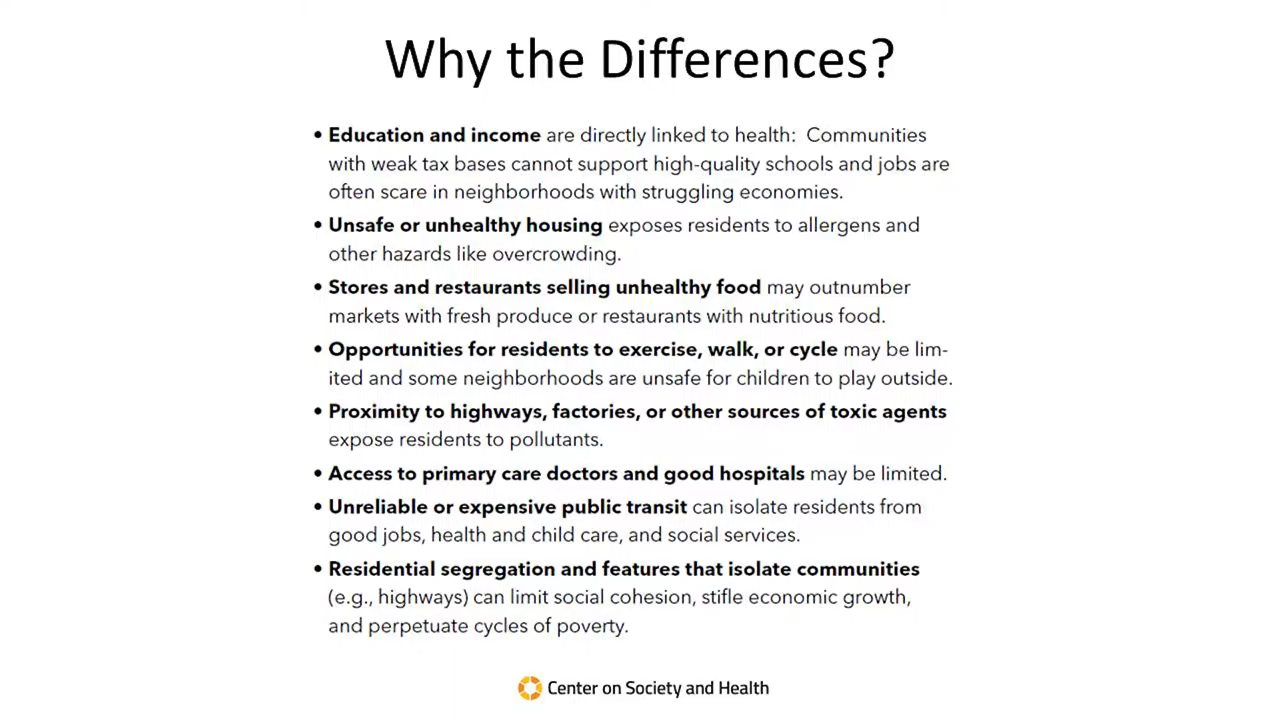 Why the Differences?
• Education and income are directly linked to health:  Communities
with weak tax bases cannot support high-quality schools and jobs are
often scare in neighborhoods with struggling economies.
• Unsafe or unhealthy housing exposes residents to allergens and
other hazards like overcrowding.
• Stores and restaurants selling unhealthy food may outnumber
markets with fresh produce or restaurants with nutritious food.
• Opportunities for residents to exercise, walk, or cycle may be lim-
ited and some neighborhoods are unsafe for children to play outside.
• Proximity to highways, factories, or other sources of toxic agents
expose residents to pollutants.
• Access to primary care doctors and good hospitals may be limited.
• Unreliable or expensive public transit can isolate residents from
good jobs, health and child care, and social services.
• Residential segregation and features that isolate communities
(e.g., highways) can limit social cohesion, stifle economic growth,
and perpetuate cycles of poverty.
Center on Society and Health